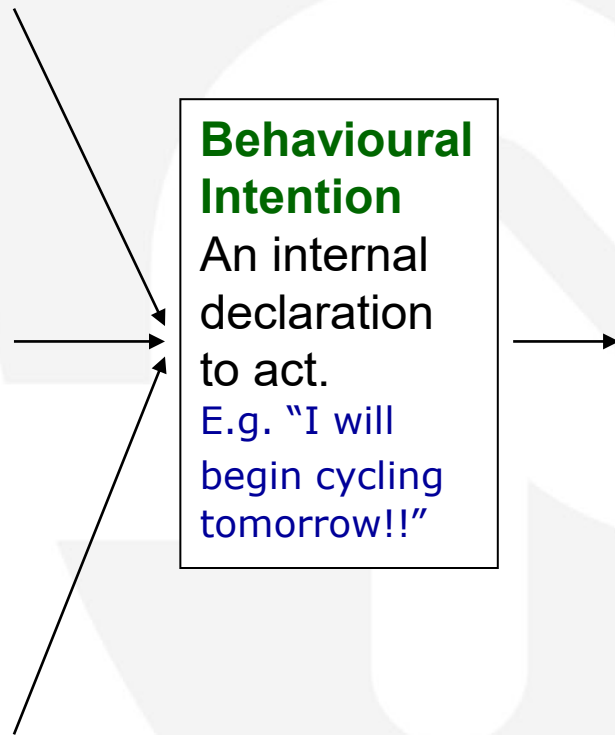 Behavioural
Intention
An internal
declaration
to act.
E.g. “I will
begin cycling
tomorrow!!”